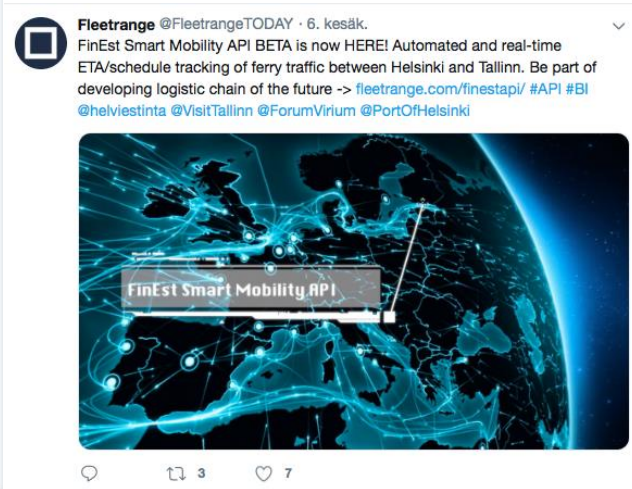 Fleetrange @FleetrangeTODAY · 6. kesäk.
FinEst Smart Mobility API BETA is now HERE! Automated and real-time
ETA/schedule tracking of ferry traffic between Helsinki and Tallinn. Be part of
developing logistic chain of the future -> fleetrange.com/finestapi/ #API #BI
@helviestinta @VisitTallinn @ForumVirium @PortOfHelsinki
FinEst Smart Mobility API
3 7